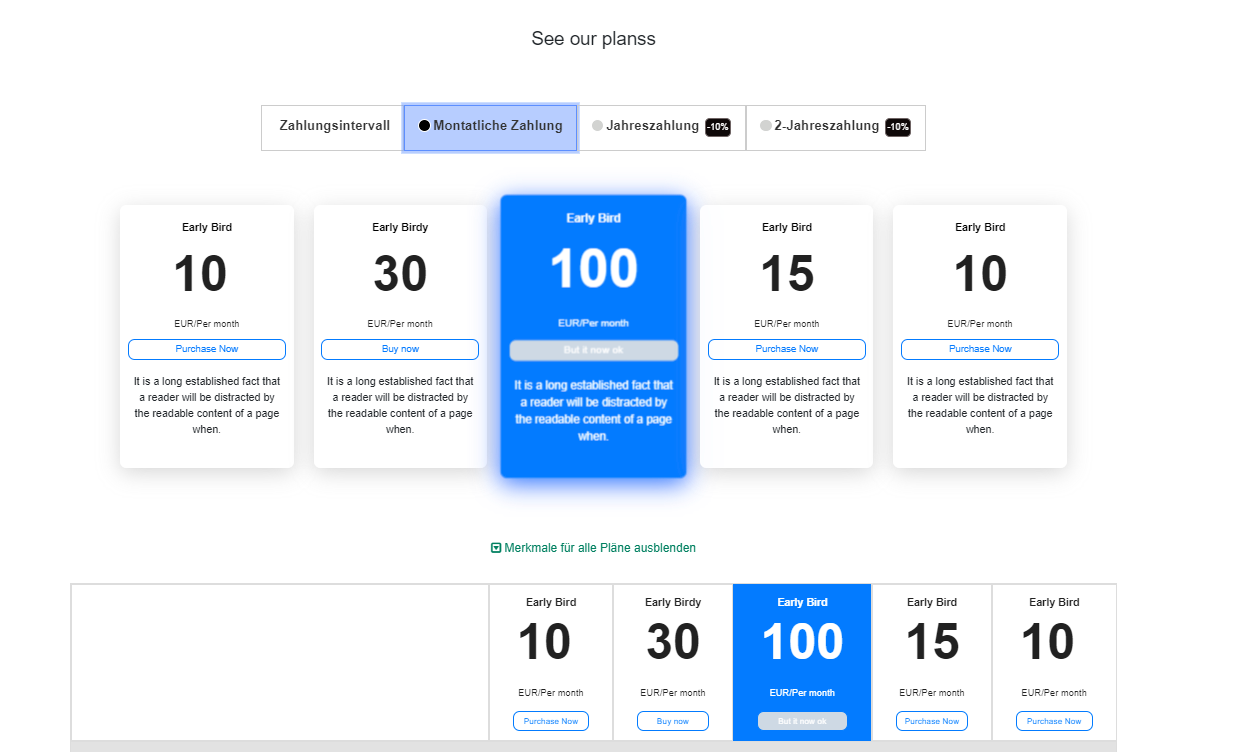 See our planss
Zahlungsintervall
Montatliche Zahlung
Jahreszahlung -10%
2-Jahreszahlung -10%
Early Bird
10
EUR/Per month
Purchase Now
It is a long established fact that
a reader will be distracted by
the readable content of a page
when.
Early Birdy
30
EUR/Per month
Buy now
It is a long established fact that
a reader will be distracted by
the readable content of a page
when.
Early Bird
100
EUR/Per month
But it now ok
It is a long established fact that
a reader will be distracted by
the readable content of a page
when.
Early Bird
15
EUR/Per month
Purchase Now
It is a long established fact that
a reader will be distracted by
the readable content of a page
when.
Early Bird
10
EUR/Per month
Purchase Now
It is a long established fact that
a reader will be distracted by
the readable content of a page
when.
Merkmale für alle Pläne ausblenden
Early Bird
10
EUR/Per month
Purchase Now
Early Birdy
30
EUR/Per month
Buy now
Early Bird
100
EUR/Per month
But it now ok
Early Bird
15
EUR/Per month
Purchase Now
Early Bird
10
EUR/Per month
Purchase Now